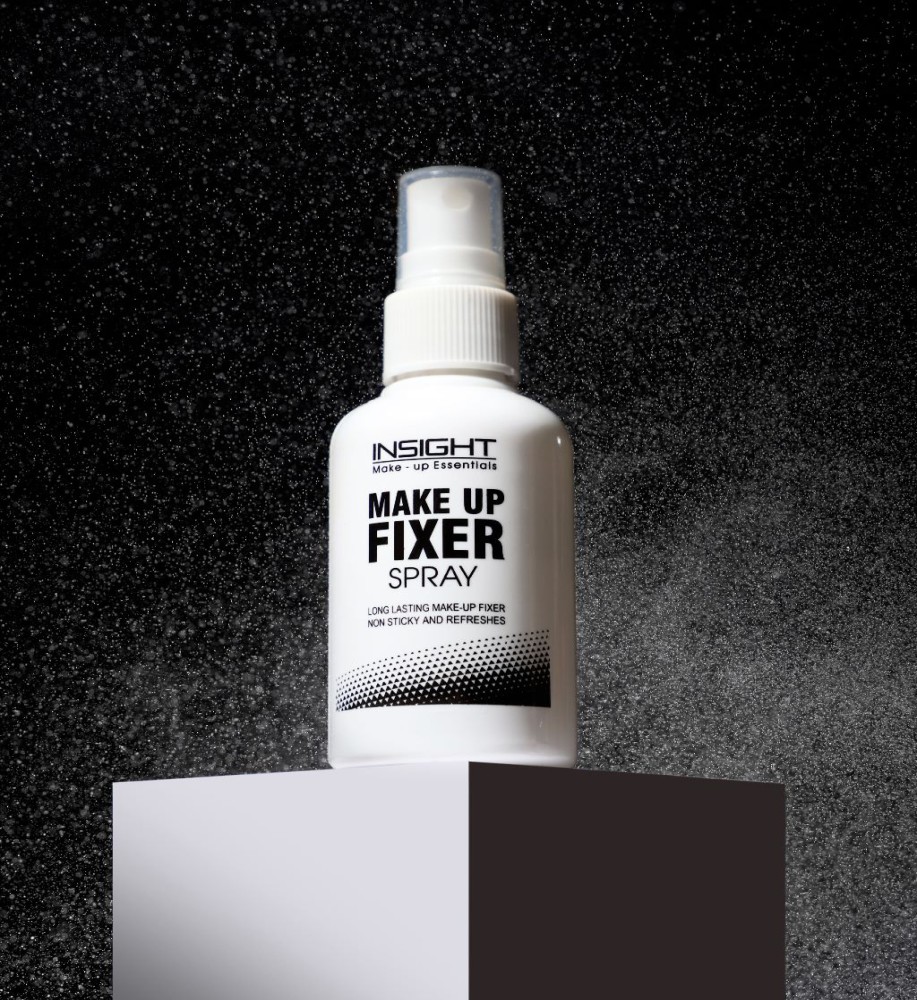 INSIGHT
Make - up Essentials
MAKE UP
FIXER
SPRAY
LONG LASTING MAKE-UP FIXER
NON STICKY AND REFRESHES